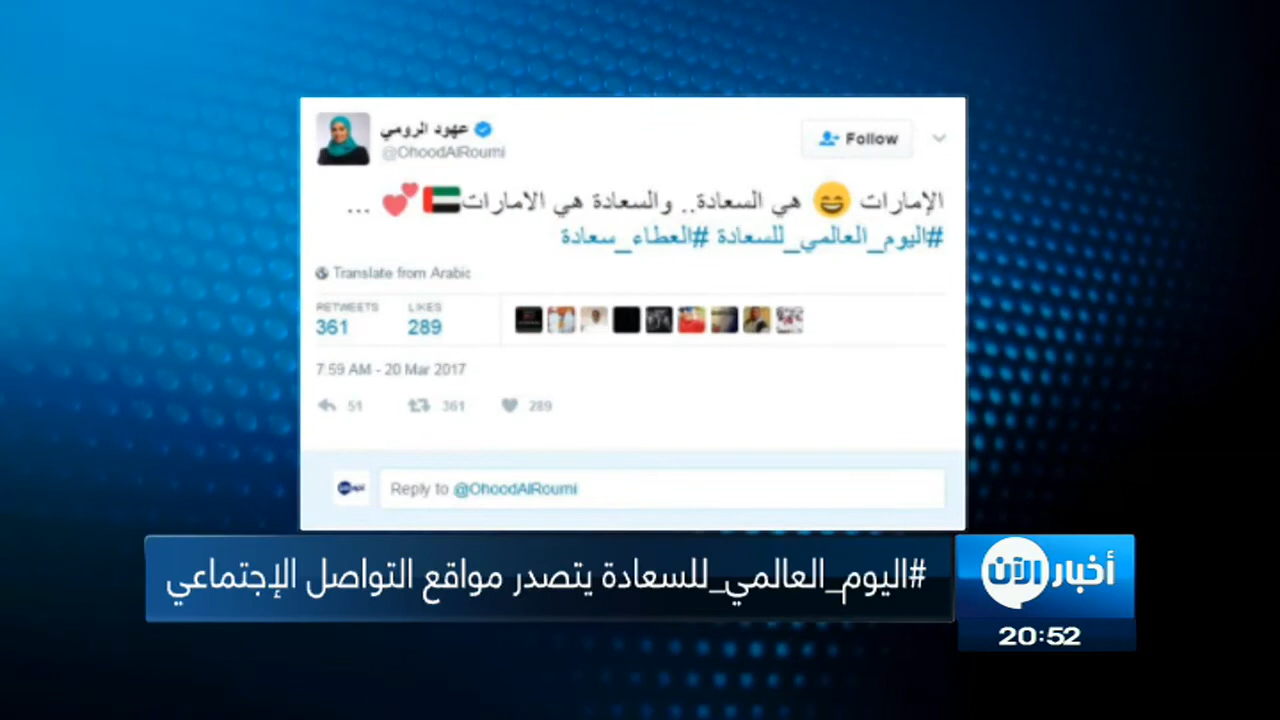 عهود الرومي
@OhoodAlRoumi
Follow
الإمارات 😄 هي السعادة.. والسعادة هي الامارات🇦🇪💕 ...
#اليوم_العالمي_للسعادة #العطاء_سعادة
Translate from Arabic
RETWEETS LIKES
361 289
7:59 AM - 20 Mar 2017
51 361 289
Reply to @OhoodAlRoumi
#اليوم_العالمي_للسعادة يتصدر مواقع التواصل الإجتماعي
أخبار الآن
20:52